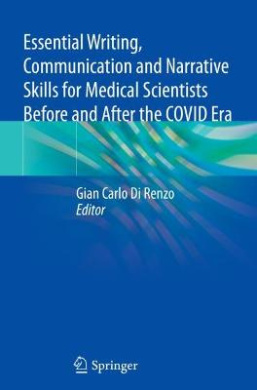 Essential Writing,
Communication and Narrative
Skills for Medical Scientists
Before and After the COVID Era
Gian Carlo Di Renzo
Editor
Springer